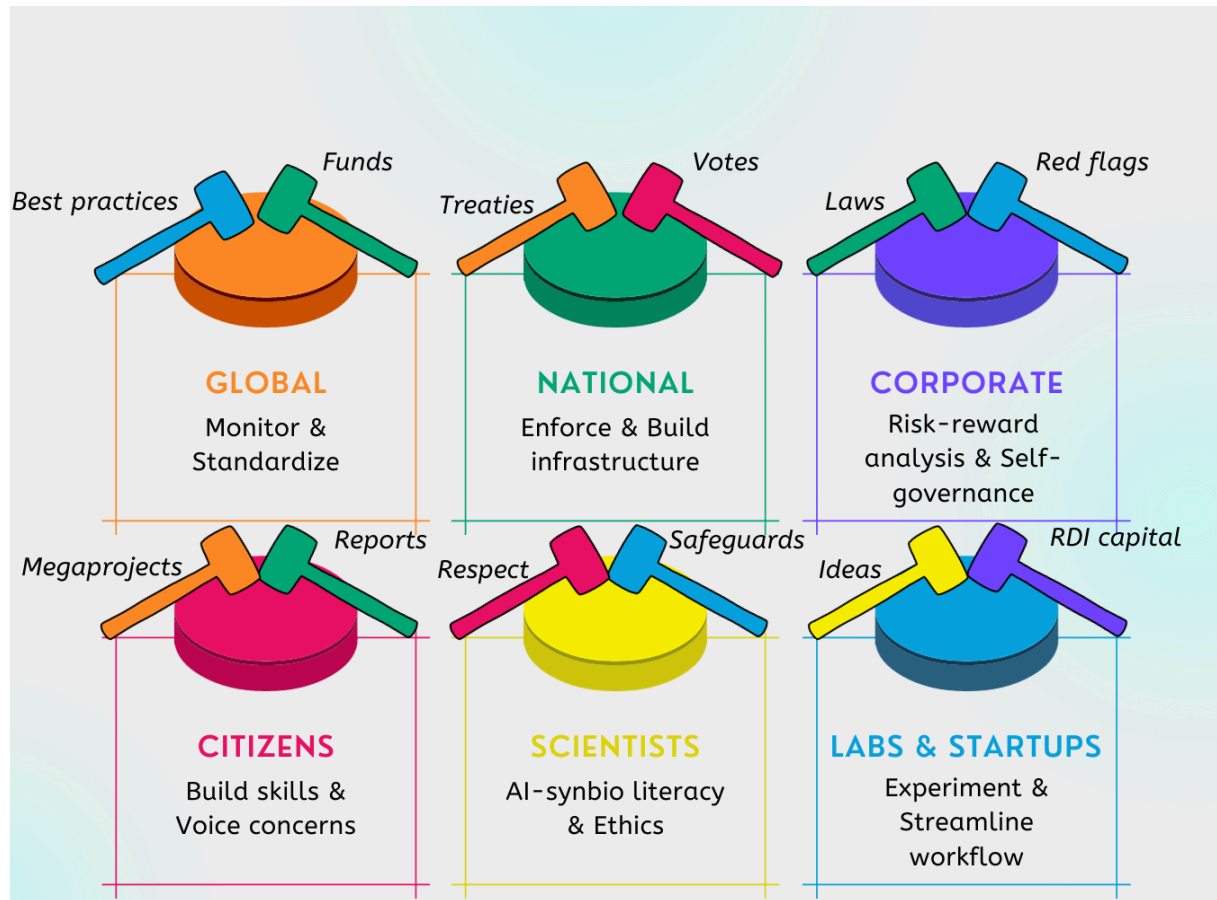 Best practices
Funds
GLOBAL
Monitor &
Standardize
Treaties
Votes
NATIONAL
Enforce & Build
infrastructure
Laws
Red flags
CORPORATE
Risk-reward
analysis & Self-
governance
Megaprojects
Reports
CITIZENS
Build skills &
Voice concerns
Respect
Safeguards
SCIENTISTS
AI-synbio literacy
& Ethics
Ideas
RDI capital
LABS & STARTUPS
Experiment &
Streamline
workflow